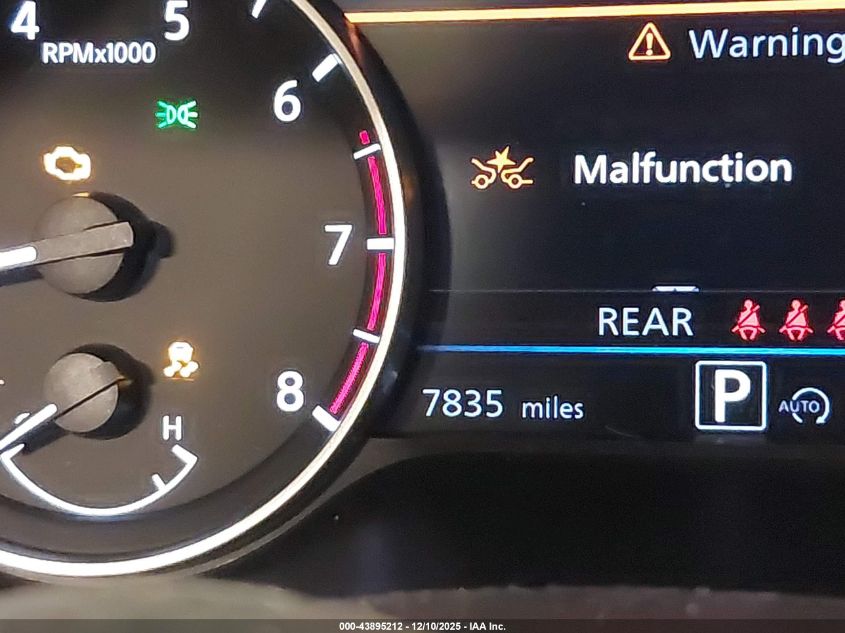 4
5
RPMx1000
6
7
8
H
Warning
Malfunction
REAR
7835 miles
P
AUTO
000-43895212 - 12/10/2025 - IAA Inc.